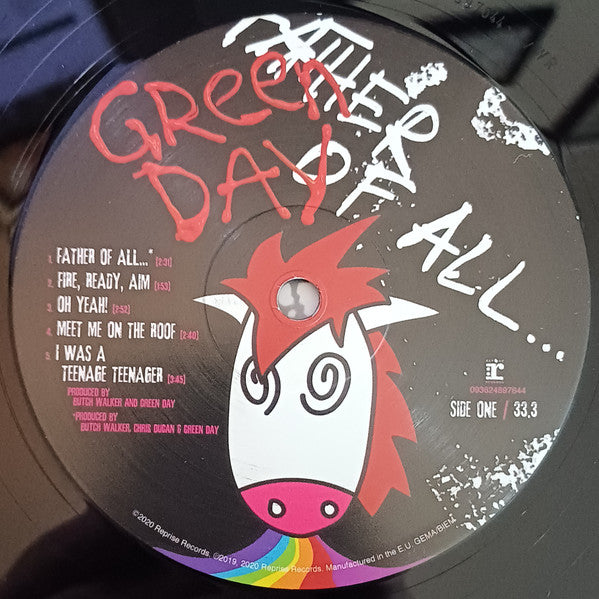 GREEN DAY
FATHER OF ALL...
1. FATHER OF ALL...* [2:31]
2. FIRE, READY, AIM [1:53]
3. OH YEAH! [2:52]
4. MEET ME ON THE ROOF [2:40]
5. I WAS A
TEENAGE TEENAGER [3:45]
PRODUCED BY
BUTCH WALKER AND GREEN DAY
*PRODUCED BY
BUTCH WALKER, CHRIS DUGAN & GREEN DAY
r
093624897644
SIDE ONE / 33,3
©2020 Reprise Records, ℗2019, 2020 Reprise Records. Manufactured in the E.U. GEMA/BIEM